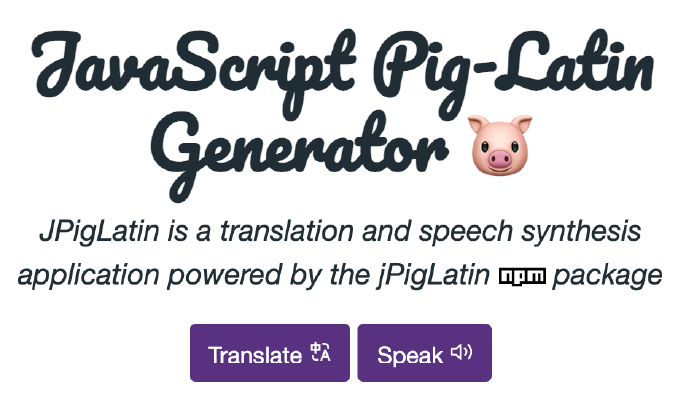 JavaScript Pig-Latin
Generator 🐷
JPigLatin is a translation and speech synthesis
application powered by the jPigLatin npm package
Translate
Speak